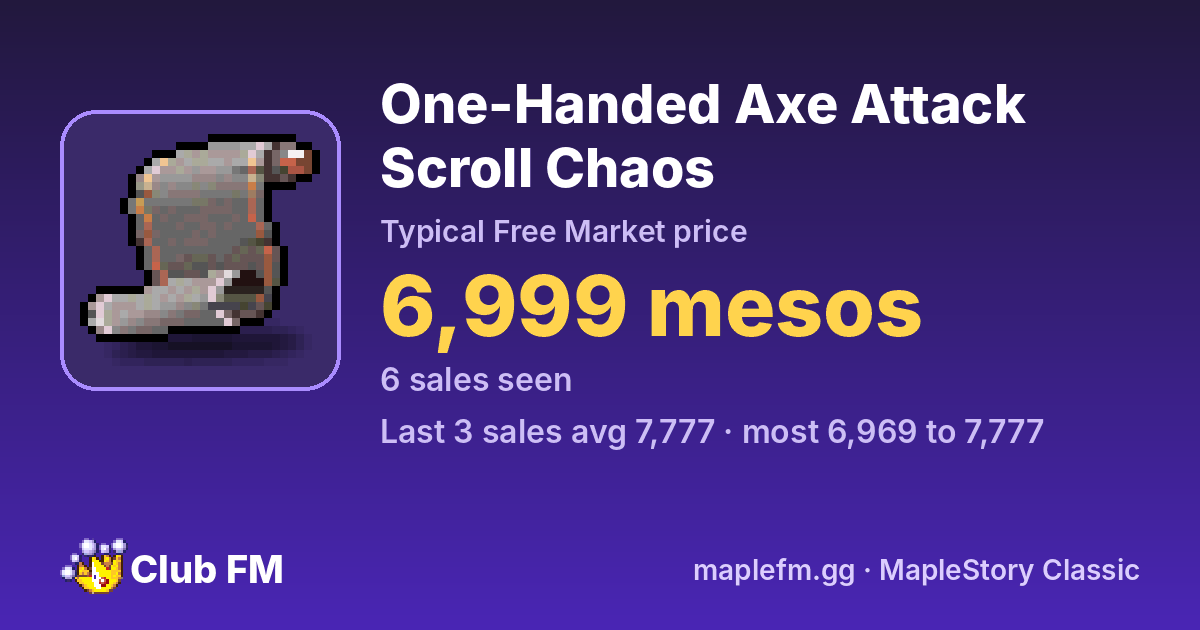 One-Handed Axe Attack
Scroll Chaos
Typical Free Market price
6,999 mesos
6 sales seen
Last 3 sales avg 7,777 · most 6,969 to 7,777
Club FM
maplefm.gg · MapleStory Classic